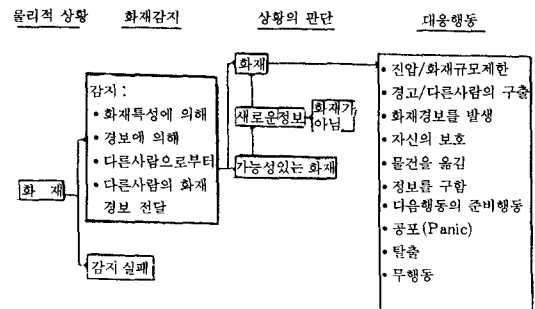 물리적 상황 화재감지 상황의 판단 대응행동
화 재
감지 :
• 화재특성에 의해
• 경보에 의해
• 다른사람으로부터
• 다른사람의 화재
경보 전달
감지 실패
화재
새로운정보
화재가
아님
가능성있는 화재
• 진압/화재규모제한
• 경고/다른사람의 구출
• 화재경보를 발생
• 자신의 보호
• 물건을 옮김
• 정보를 구함
• 다음행동의 준비행동
• 공포(Panic)
• 탈출
• 무행동